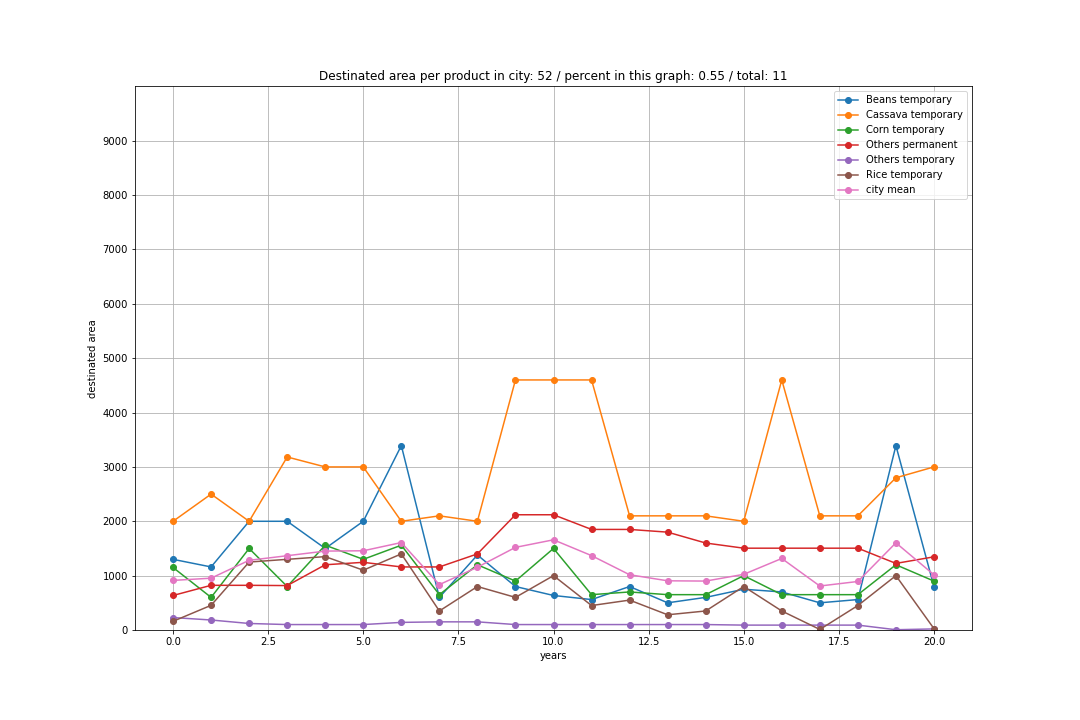 Destinated area per product in city: 52 / percent in this graph: 0.55 / total: 11
Beans temporary
Cassava temporary
Corn temporary
Others permanent
Others temporary
Rice temporary
city mean
destinated area
9000
8000
7000
6000
5000
4000
3000
2000
1000
0
0.0 2.5 5.0 7.5 10.0 12.5 15.0 17.5 20.0
years